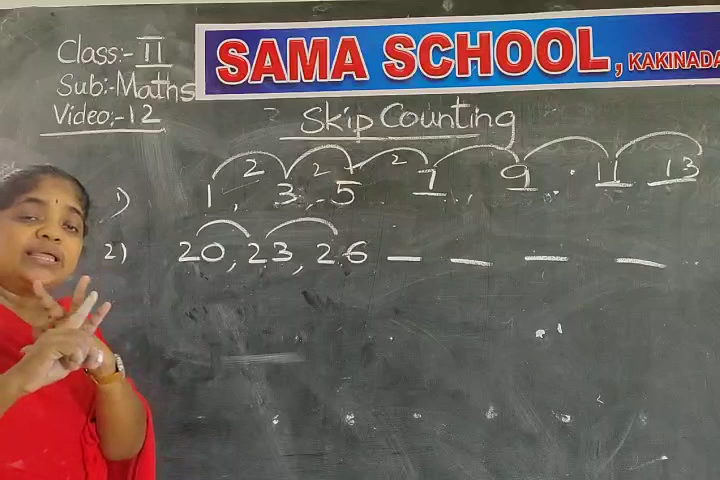 Class:- II
SAMA SCHOOL, KAKINADA
Sub:- Maths
Video:- 12
Skip Counting
2 2 2
1) 1, 3, 5 7, 9 . 11 13
2) 20, 23, 26 _ _ _ _